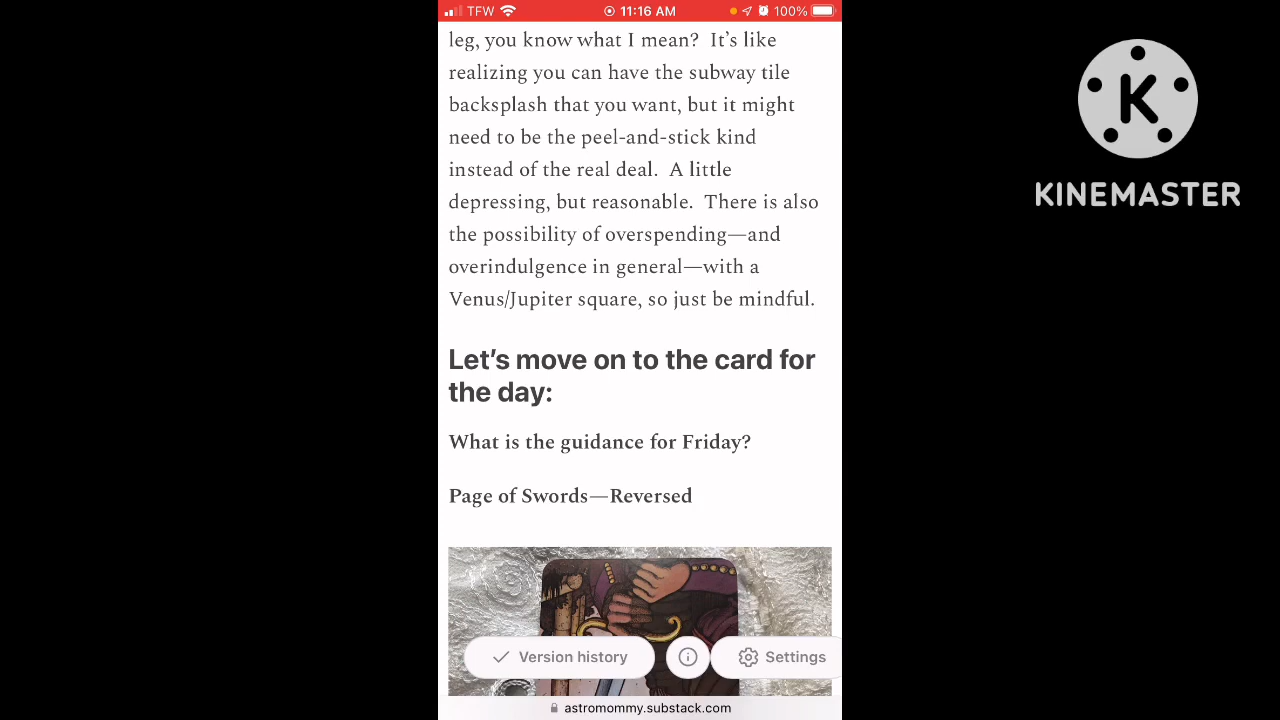 TFW 11:16 AM 100%
leg, you know what I mean?  It’s like
realizing you can have the subway tile
backsplash that you want, but it might
need to be the peel-and-stick kind
instead of the real deal.  A little
depressing, but reasonable.  There is also
the possibility of overspending—and
overindulgence in general—with a
Venus/Jupiter square, so just be mindful.
Let’s move on to the card for
the day:
What is the guidance for Friday?
Page of Swords—Reversed
Version history
Settings
astromommy.substack.com
K
KINEMASTER